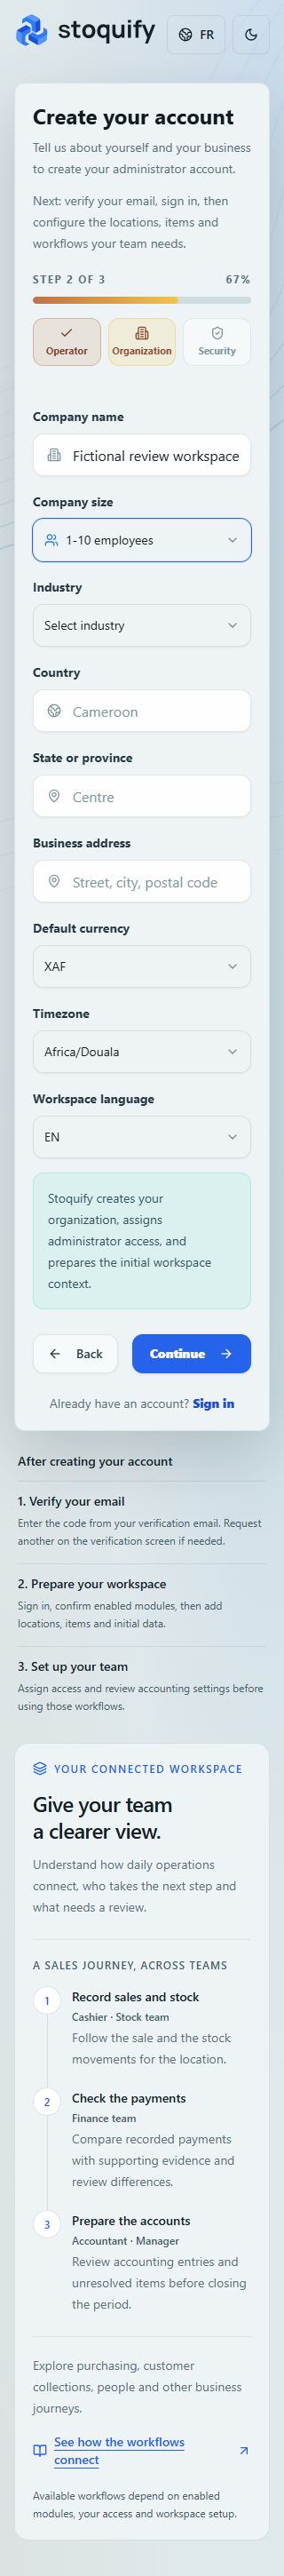 stoquify
FR
Create your account
Tell us about yourself and your business
to create your administrator account.
Next: verify your email, sign in, then
configure the locations, items and
workflows your team needs.
STEP 2 OF 3
67%
Operator
Organization
Security
Company name
Fictional review workspace
Company size
1-10 employees
Industry
Select industry
Country
Cameroon
State or province
Centre
Business address
Street, city, postal code
Default currency
XAF
Timezone
Africa/Douala
Workspace language
EN
Stoquify creates your
organization, assigns
administrator access, and
prepares the initial workspace
context.
Back
Continue
Already have an account? Sign in
After creating your account
1. Verify your email
Enter the code from your verification email. Request
another on the verification screen if needed.
2. Prepare your workspace
Sign in, confirm enabled modules, then add
locations, items and initial data.
3. Set up your team
Assign access and review accounting settings before
using those workflows.
YOUR CONNECTED WORKSPACE
Give your team
a clearer view.
Understand how daily operations
connect, who takes the next step and
what needs a review.
A SALES JOURNEY, ACROSS TEAMS
1
Record sales and stock
Cashier · Stock team
Follow the sale and the stock
movements for the location.
2
Check the payments
Finance team
Compare recorded payments
with supporting evidence and
review differences.
3
Prepare the accounts
Accountant · Manager
Review accounting entries and
unresolved items before closing
the period.
Explore purchasing, customer
collections, people and other business
journeys.
See how the workflows
connect
Available workflows depend on enabled
modules, your access and workspace setup.